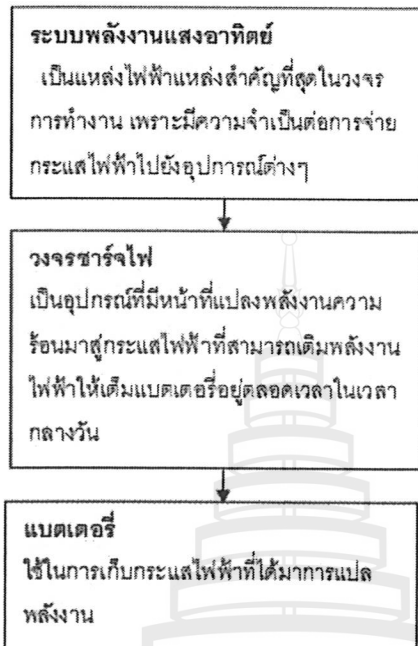 ระบบพลังงานแสงอาทิตย์
เป็นแหล่งไฟฟ้าแหล่งสำคัญที่สุดในวงจร
การทำงาน เพราะมีความจำเป็นต่อการจ่าย
กระแสไฟฟ้าไปยังอุปการณ์ต่างๆ
วงจรชาร์จไฟ
เป็นอุปกรณ์ที่มีหน้าที่แปลงพลังงานความ
ร้อนมาสู่กระแสไฟฟ้าที่สามารถเติมพลังงาน
ไฟฟ้าให้เต็มแบตเตอรี่อยู่ตลอดเวลาในเวลา
กลางวัน
แบตเตอรี่
ใช้ในการเก็บกระแสไฟฟ้าที่ได้มาการแปล
พลังงาน